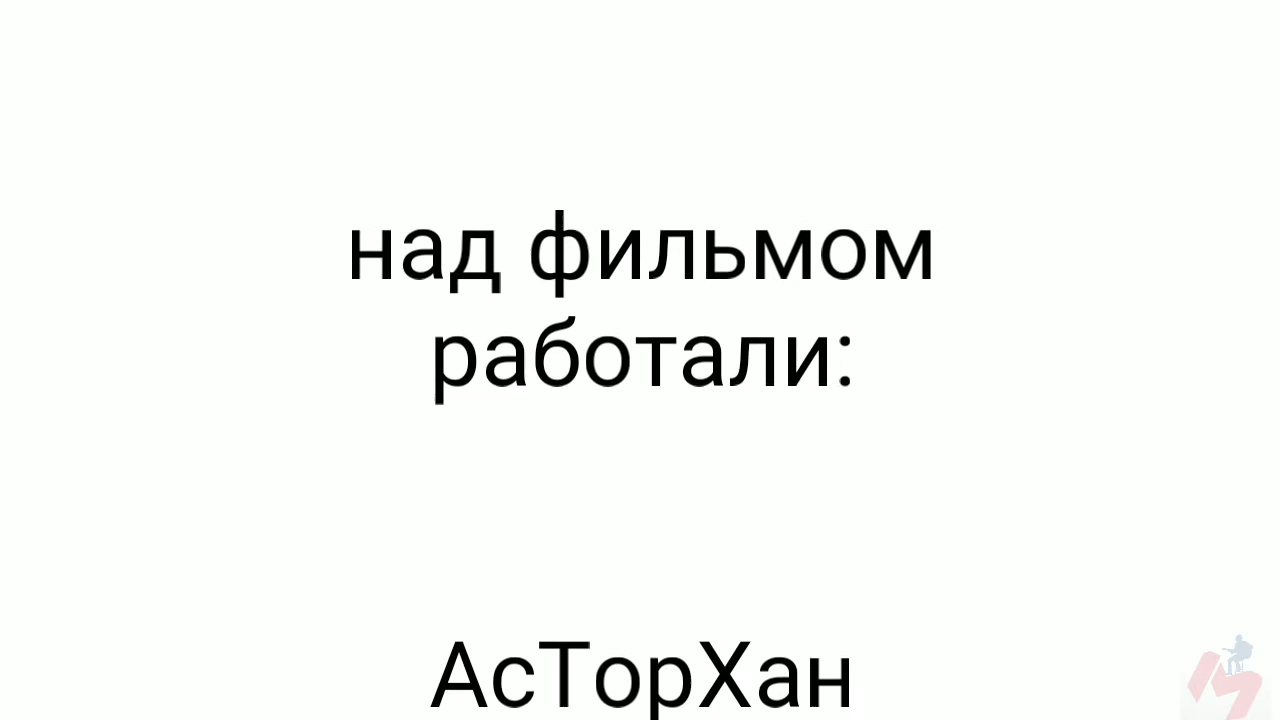 над фильмом
работали:
АсТорХан